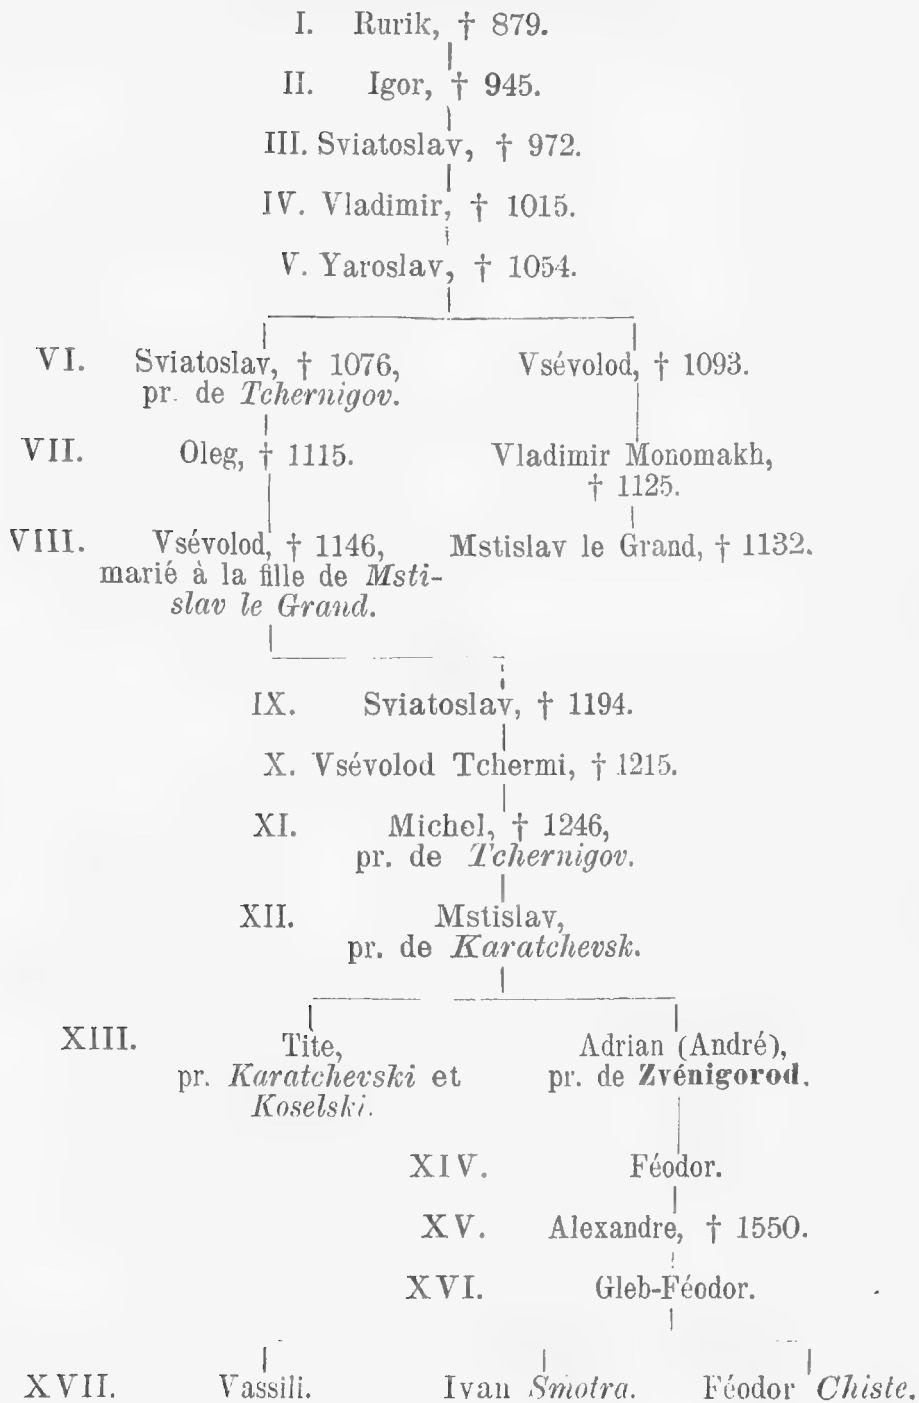 I. Rurik, † 879.
II. Igor, † 945.
III. Sviatoslav, † 972.
IV. Vladimir, † 1015.
V. Yaroslav, † 1054.
VI. Sviatoslav, † 1076, Vsévolod, † 1093.
pr. de Tchernigov.
VII. Oleg, † 1115. Vladimir Monomakh,
† 1125.
VIII. Vsévolod, † 1146, Mstislav le Grand, † 1132.
marié à la fille de Msti-
slav le Grand.
IX. Sviatoslav, † 1194.
X. Vsévolod Tchermi, † 1215.
XI. Michel, † 1246,
pr. de Tchernigov.
XII. Mstislav,
pr. de Karatchevsk.
XIII. Tite, Adrian (André),
pr. Karatchevski et pr. de Zvénigorod.
Koselski.
XIV. Féodor.
XV. Alexandre, † 1550.
XVI. Gleb-Féodor.
XVII. Vassili. Ivan Smotra. Féodor Chiste.